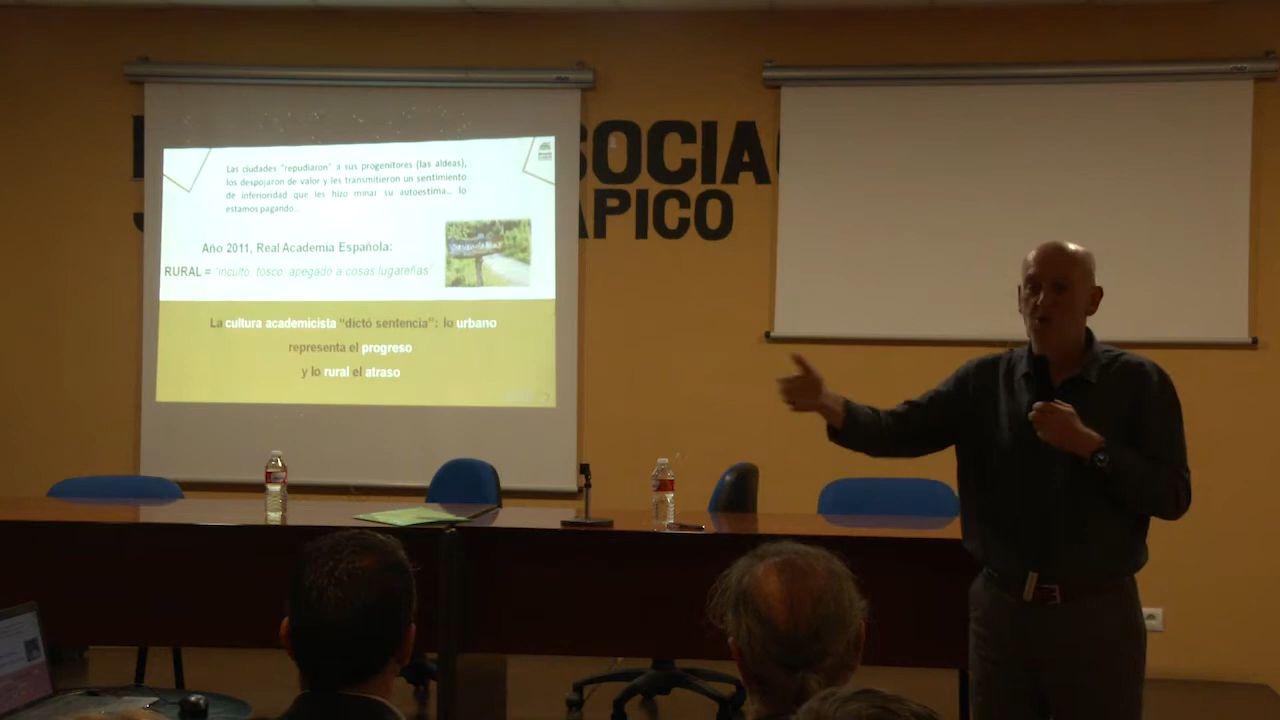 Las ciudades "repudiaron" a sus progenitores (las aldeas),
los despojaron de valor y les transmitieron un sentimiento
de inferioridad que les hizo minar su autoestima... lo
estamos pagando...
Año 2011, Real Academia Española:
RURAL = "inculto, tosco, apegado a cosas lugareñas"
La cultura academicista "dictó sentencia": lo urbano
representa el progreso
y lo rural el atraso
SOCIA
ÁPICO